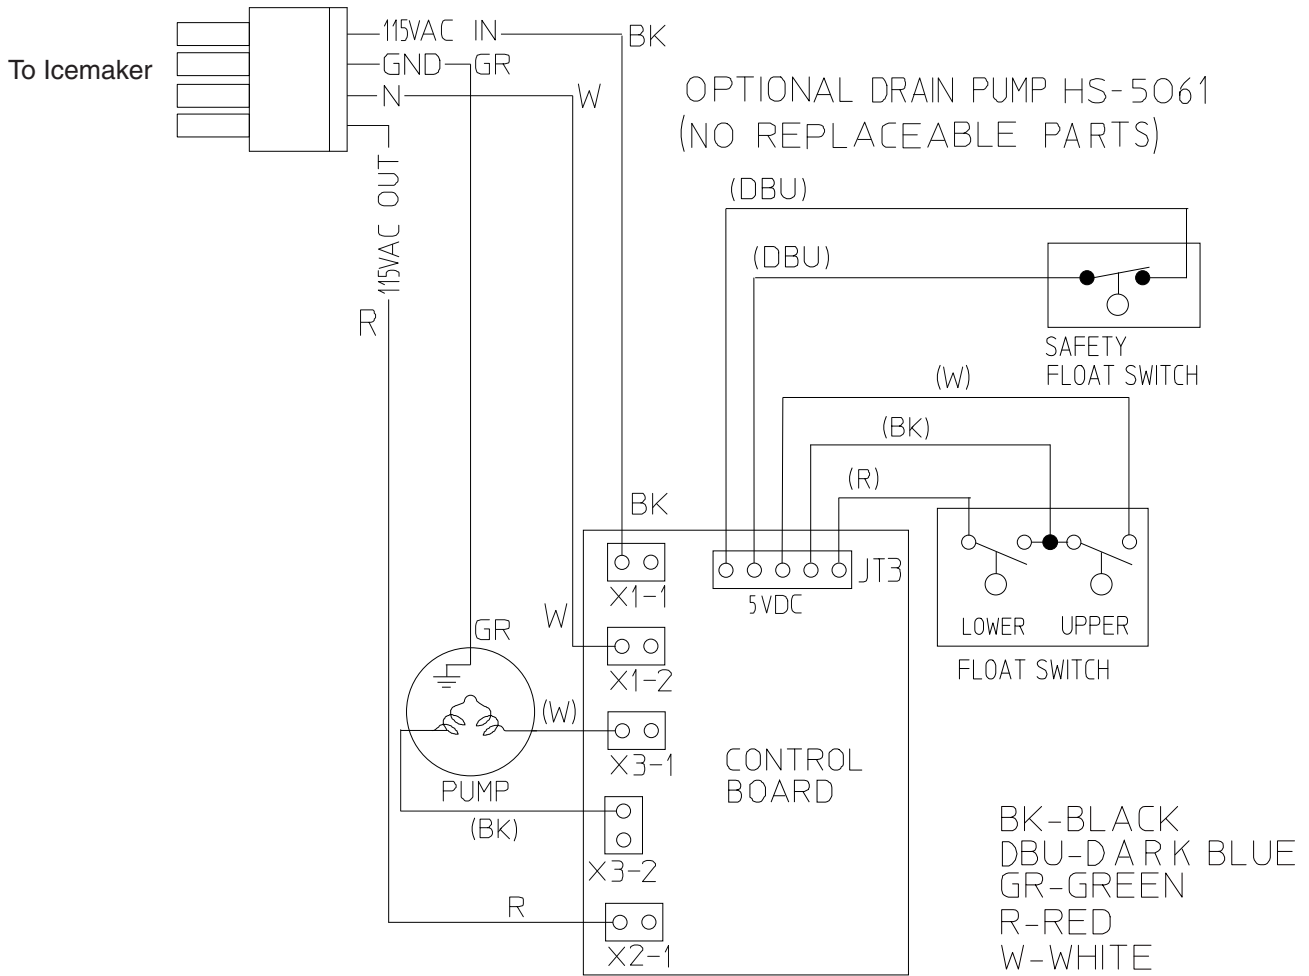 115VAC IN
BK
To Icemaker
GND
GR
N
W
OPTIONAL DRAIN PUMP HS-5061
(NO REPLACEABLE PARTS)
115VAC OUT
R
(DBU)
(DBU)
SAFETY
FLOAT SWITCH
(W)
(BK)
(R)
BK
JT3
5VDC
X1-1
W
GR
LOWER
UPPER
FLOAT SWITCH
X1-2
(W)
X3-1
PUMP
(BK)
CONTROL
BOARD
X3-2
R
X2-1
BK-BLACK
DBU-DARK BLUE
GR-GREEN
R-RED
W-WHITE